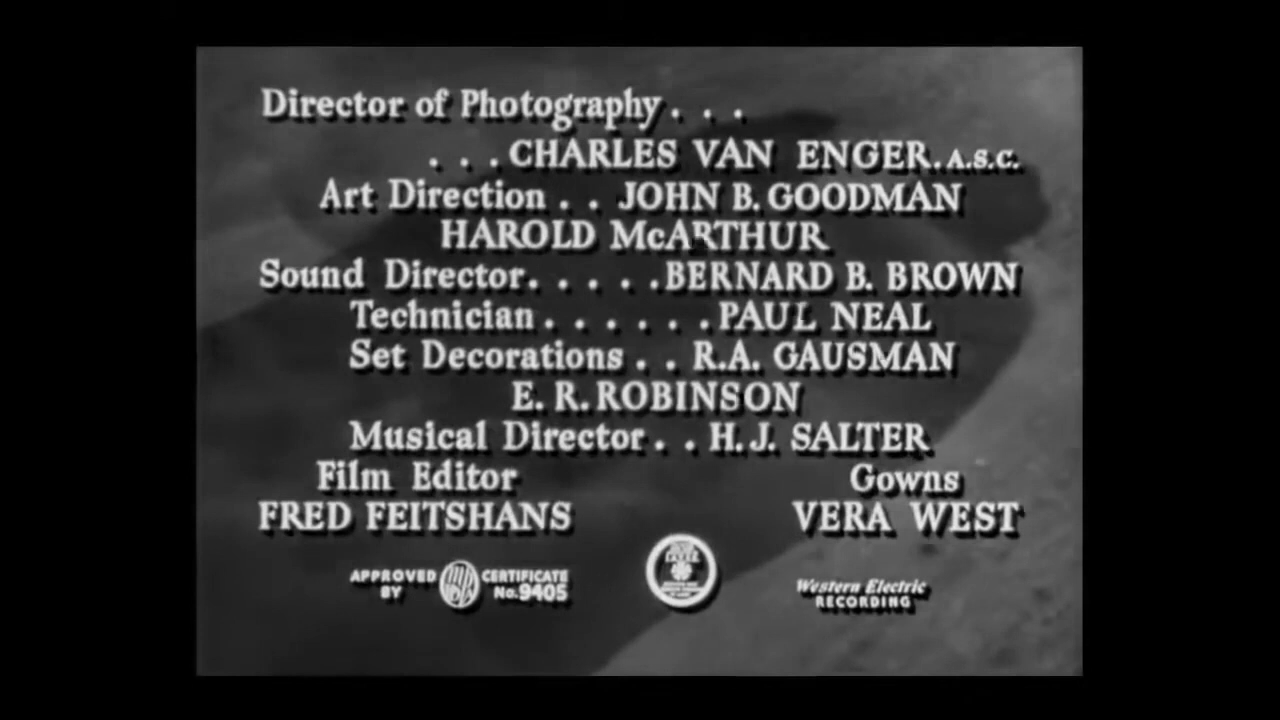 Director of Photography . . .
. . . CHARLES VAN ENGER. A.S.C.
Art Direction . . JOHN B. GOODMAN
HAROLD McARTHUR
Sound Director. . . . . .BERNARD B. BROWN
Technician . . . . . . PAUL NEAL
Set Decorations . . R.A. GAUSMAN
E. R. ROBINSON
Musical Director . . H. J. SALTER
Film Editor Gowns
FRED FEITSHANS VERA WEST
APPROVED BY CERTIFICATE No. 9405
Western Electric
RECORDING